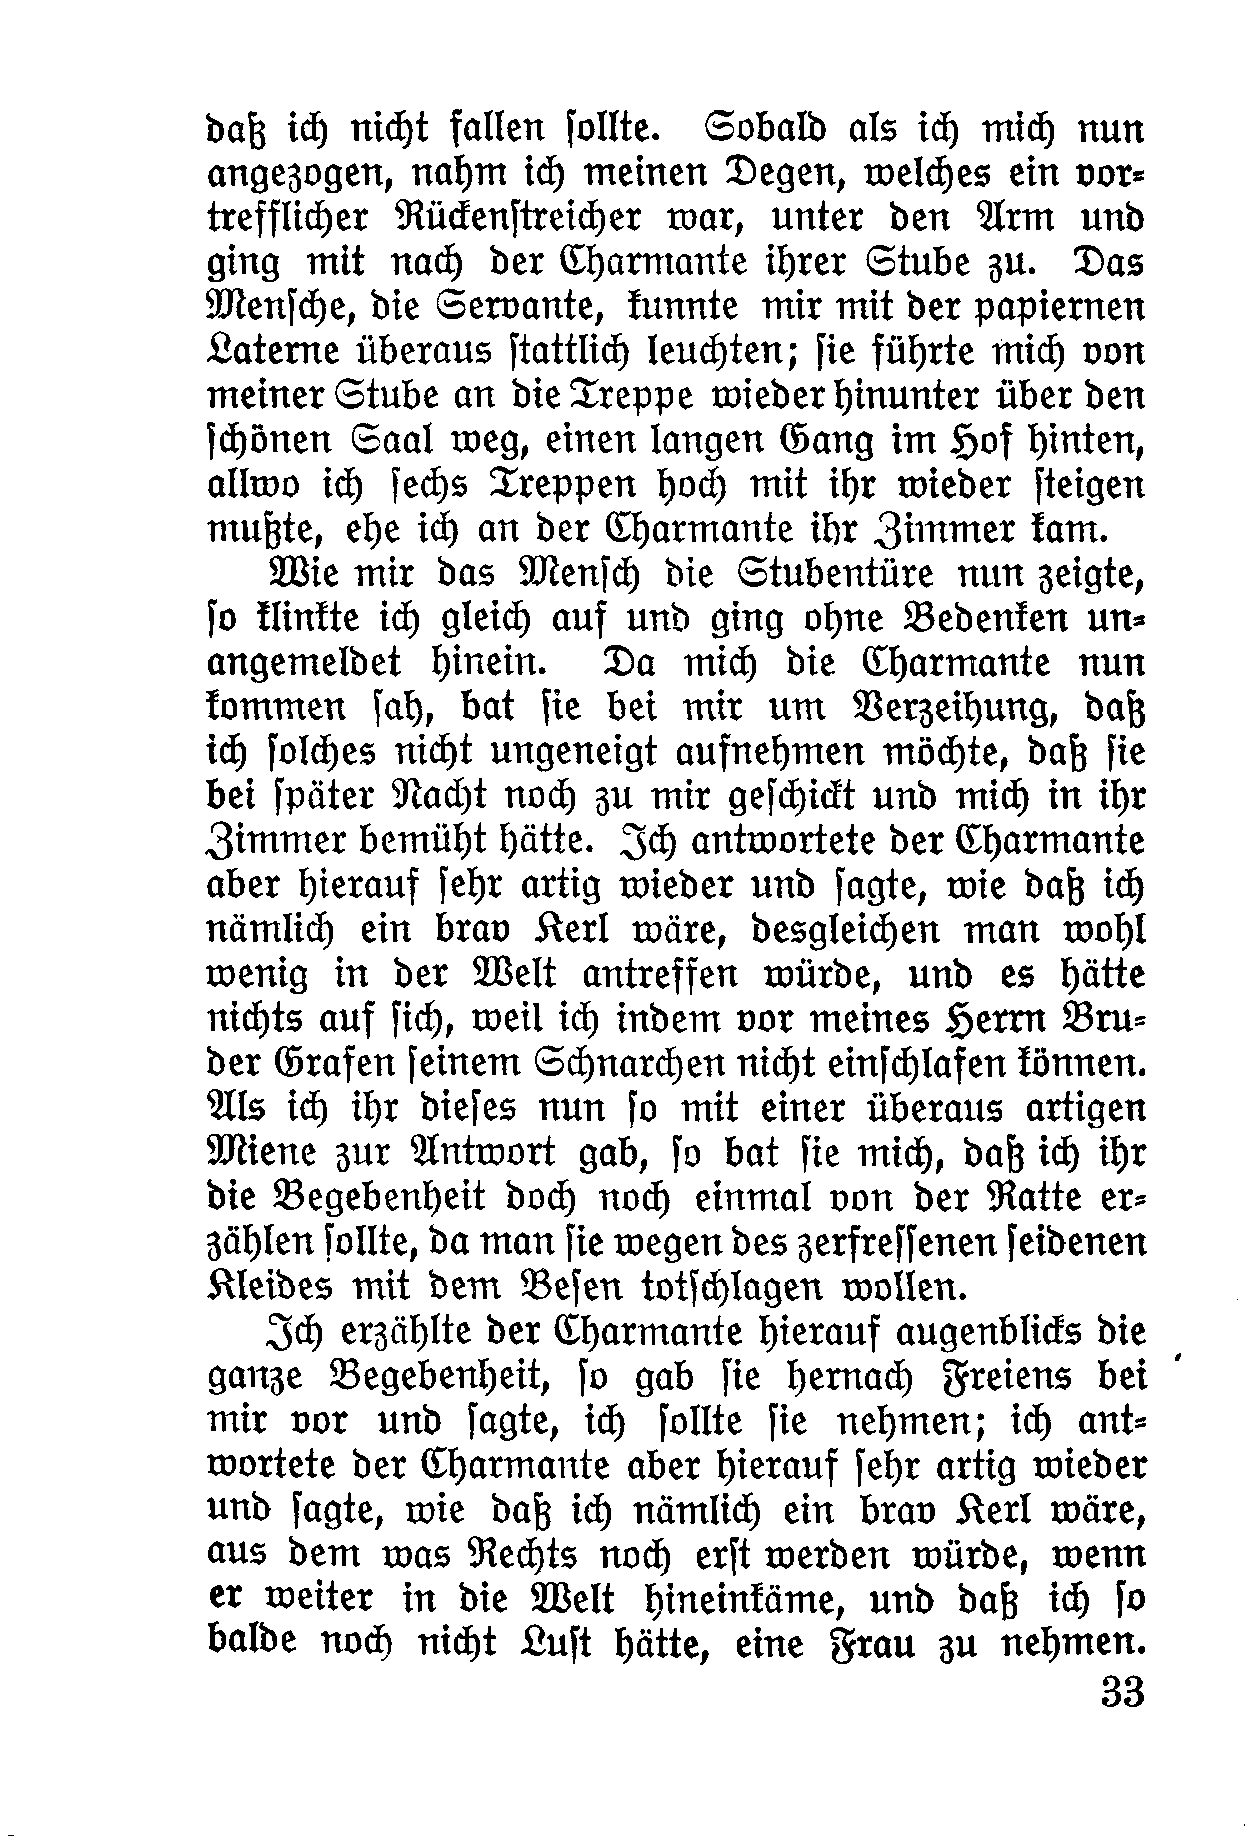 daß ich nicht fallen ſollte. Sobald als ich mich nun
angezogen, nahm ich meinen Degen, welches ein vor⸗
trefflicher Rückenſtreicher war, unter den Arm und
ging mit nach der Charmante ihrer Stube zu. Das
Menſche, die Servante, kunnte mir mit der papiernen
Laterne überaus ſtattlich leuchten; ſie führte mich von
meiner Stube an die Treppe wieder hinunter über den
ſchönen Saal weg, einen langen Gang im Hof hinten,
allwo ich ſechs Treppen hoch mit ihr wieder ſteigen
mußte, ehe ich an der Charmante ihr Zimmer kam.
Wie mir das Menſch die Stubentüre nun zeigte,
ſo klinkte ich gleich auf und ging ohne Bedenken un⸗
angemeldet hinein. Da mich die Charmante nun
kommen ſah, bat ſie bei mir um Verzeihung, daß
ich ſolches nicht ungeneigt aufnehmen möchte, daß ſie
bei ſpäter Nacht noch zu mir geſchickt und mich in ihr
Zimmer bemüht hätte. Ich antwortete der Charmante
aber hierauf ſehr artig wieder und ſagte, wie daß ich
nämlich ein brav Kerl wäre, desgleichen man wohl
wenig in der Welt antreffen würde, und es hätte
nichts auf ſich, weil ich indem vor meines Herrn Bru⸗
der Grafen ſeinem Schnarchen nicht einſchlafen können.
Als ich ihr dieſes nun ſo mit einer überaus artigen
Miene zur Antwort gab, ſo bat ſie mich, daß ich ihr
die Begebenheit doch noch einmal von der Ratte er⸗
zählen ſollte, da man ſie wegen des zerfreſſenen ſeidenen
Kleides mit dem Beſen totſchlagen wollen.
Ich erzählte der Charmante hierauf augenblicks die
ganze Begebenheit, ſo gab ſie hernach Freiens bei
mir vor und ſagte, ich ſollte ſie nehmen; ich ant⸗
wortete der Charmante aber hierauf ſehr artig wieder
und ſagte, wie daß ich nämlich ein brav Kerl wäre,
aus dem was Rechts noch erſt werden würde, wenn
er weiter in die Welt hineinkäme, und daß ich ſo
balde noch nicht Luſt hätte, eine Frau zu nehmen.
33